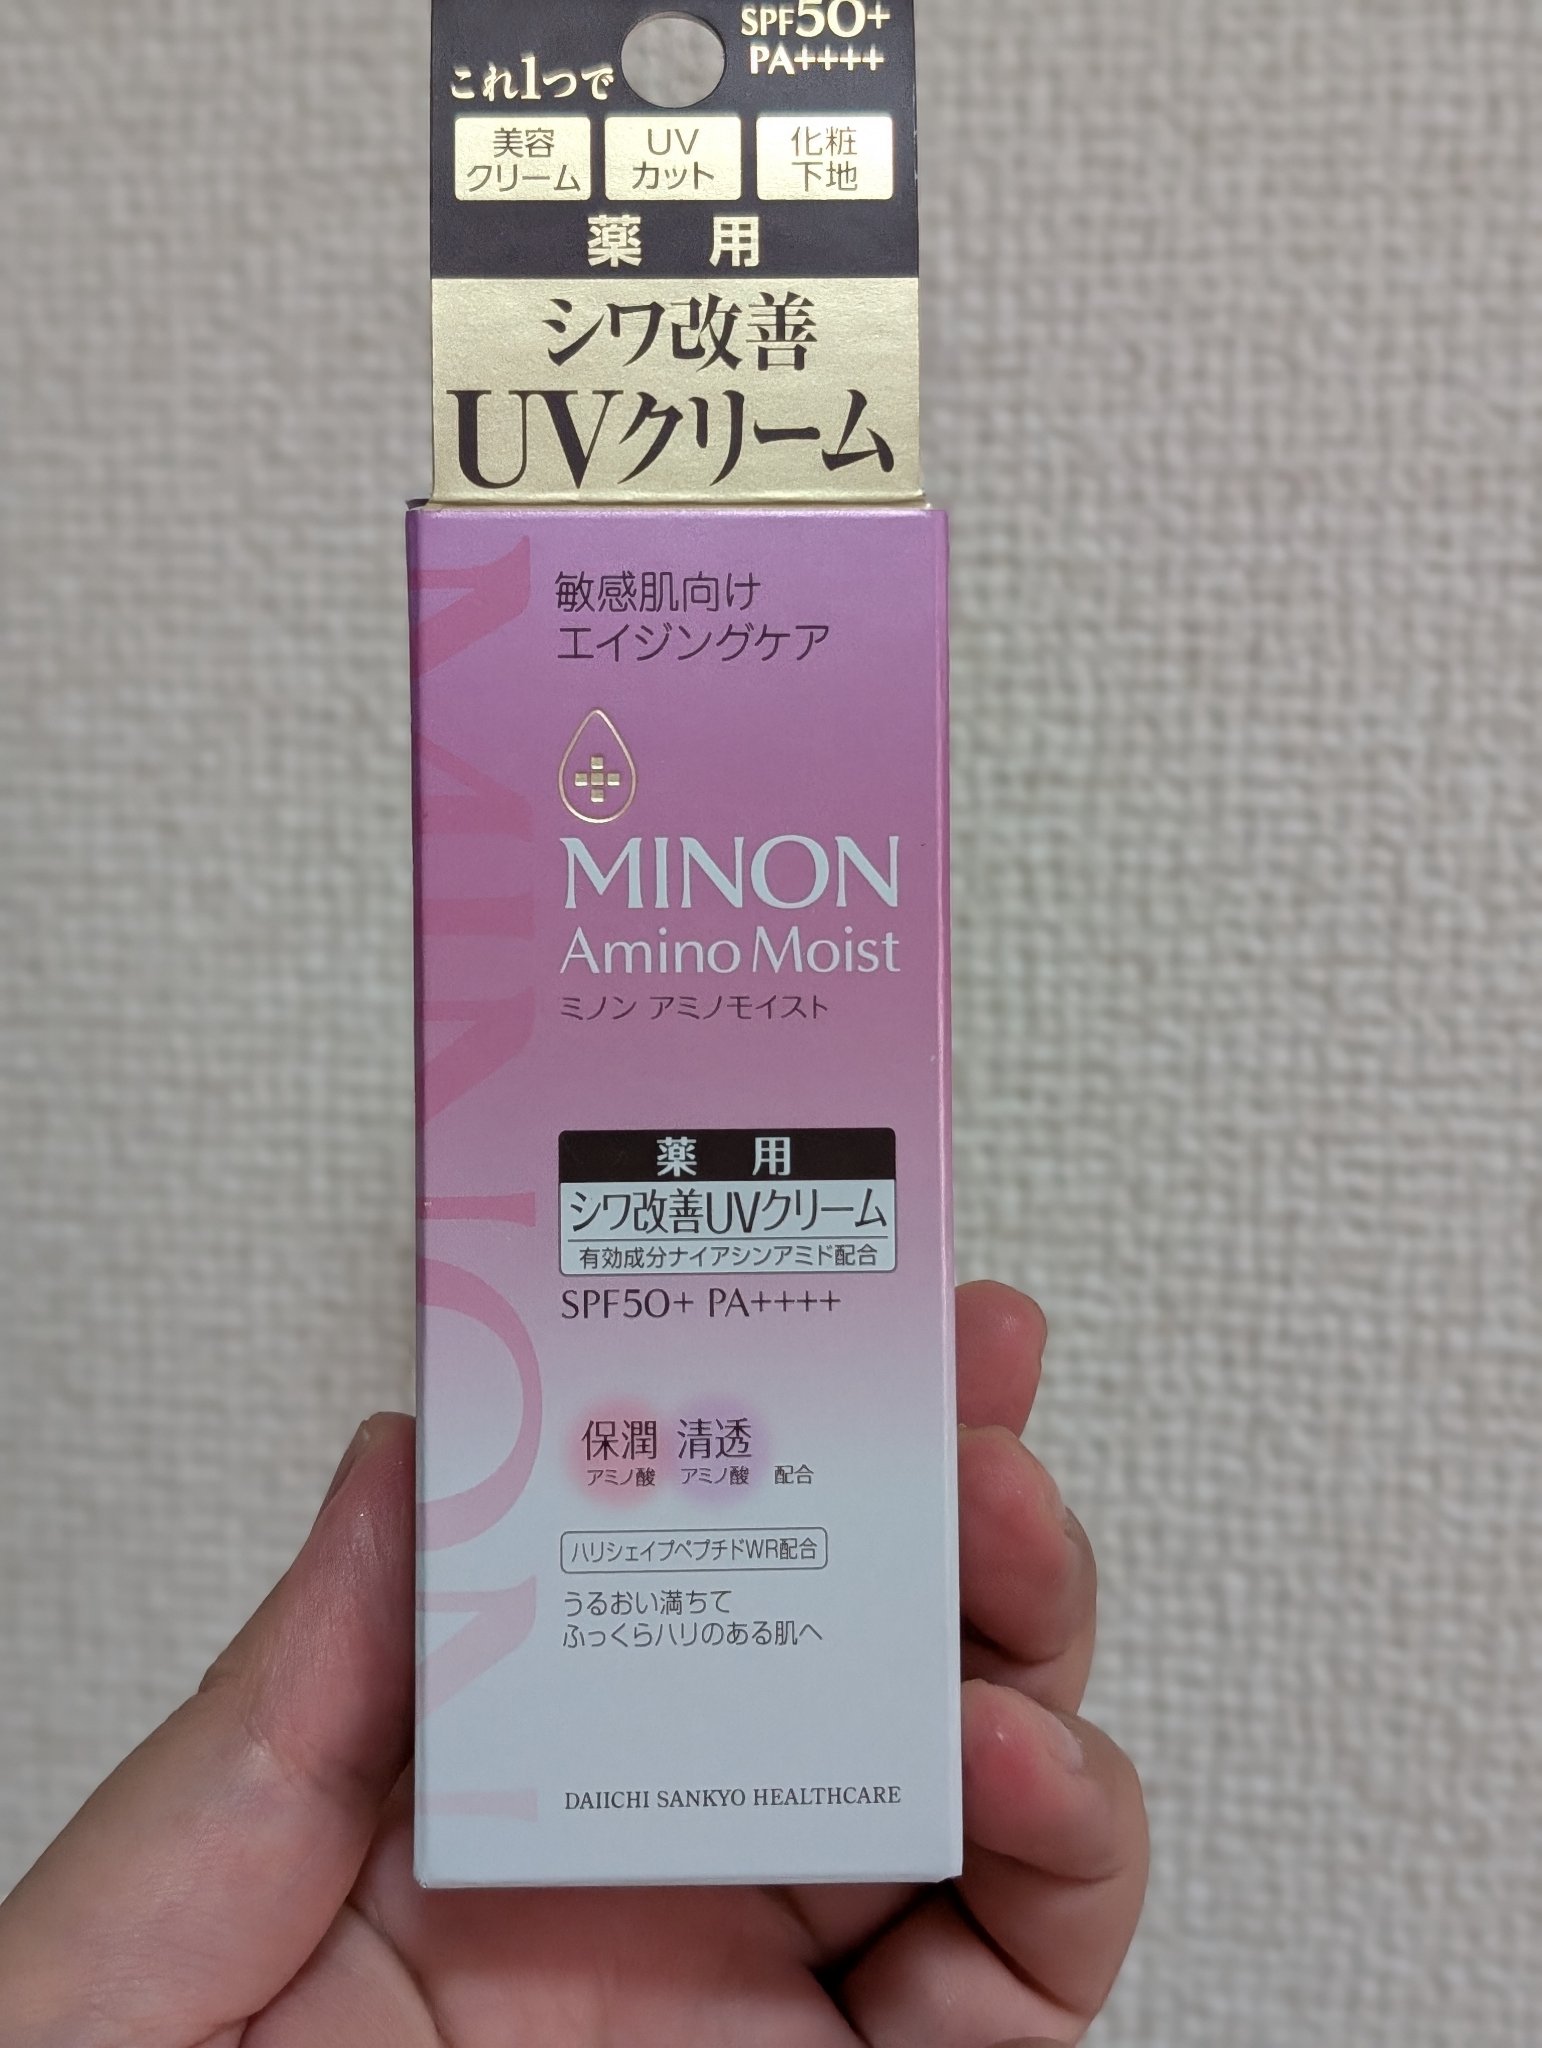 SPF50+
PA++++
これ1つで
美容
クリーム
UV
カット
化粧
下地
薬用
シワ改善
UVクリーム
敏感肌向け
エイジングケア
MINON
MINON
Amino Moist
ミノン アミノモイスト
薬用
シワ改善UVクリーム
有効成分ナイアシンアミド配合
SPF50+ PA++++
保潤 清透
アミノ酸 アミノ酸 配合
ハリシェイプペプチドWR配合
うるおい満ちて
ふっくらハリのある肌へ
DAIICHI SANKYO HEALTHCARE